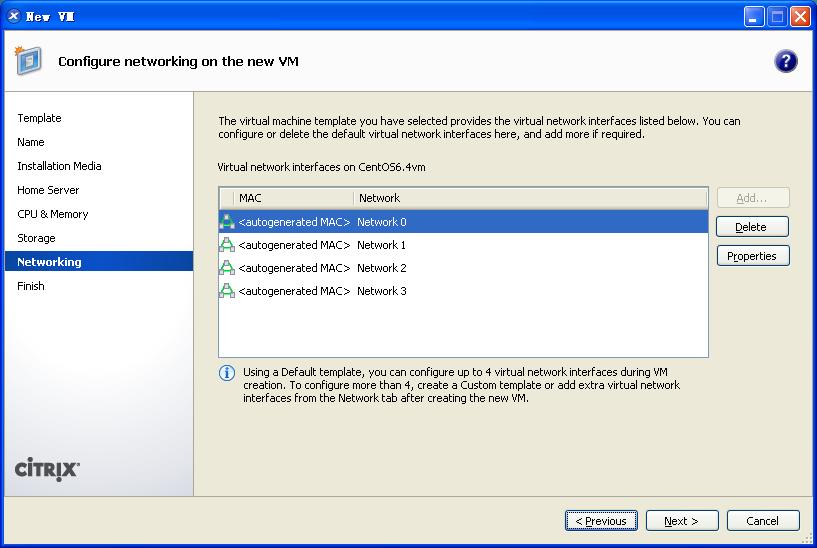 New VM
Configure networking on the new VM
?
Template
Name
Installation Media
Home Server
CPU & Memory
Storage
Networking
Finish
CİTRIX
The virtual machine template you have selected provides the virtual network interfaces listed below. You can
configure or delete the default virtual network interfaces here, and add more if required.
Virtual network interfaces on CentOS6.4vm
MAC Network
<autogenerated MAC> Network 0
<autogenerated MAC> Network 1
<autogenerated MAC> Network 2
<autogenerated MAC> Network 3
Add...
Delete
Properties
Using a Default template, you can configure up to 4 virtual network interfaces during VM
creation. To configure more than 4, create a Custom template or add extra virtual network
interfaces from the Network tab after creating the new VM.
< Previous Next > Cancel